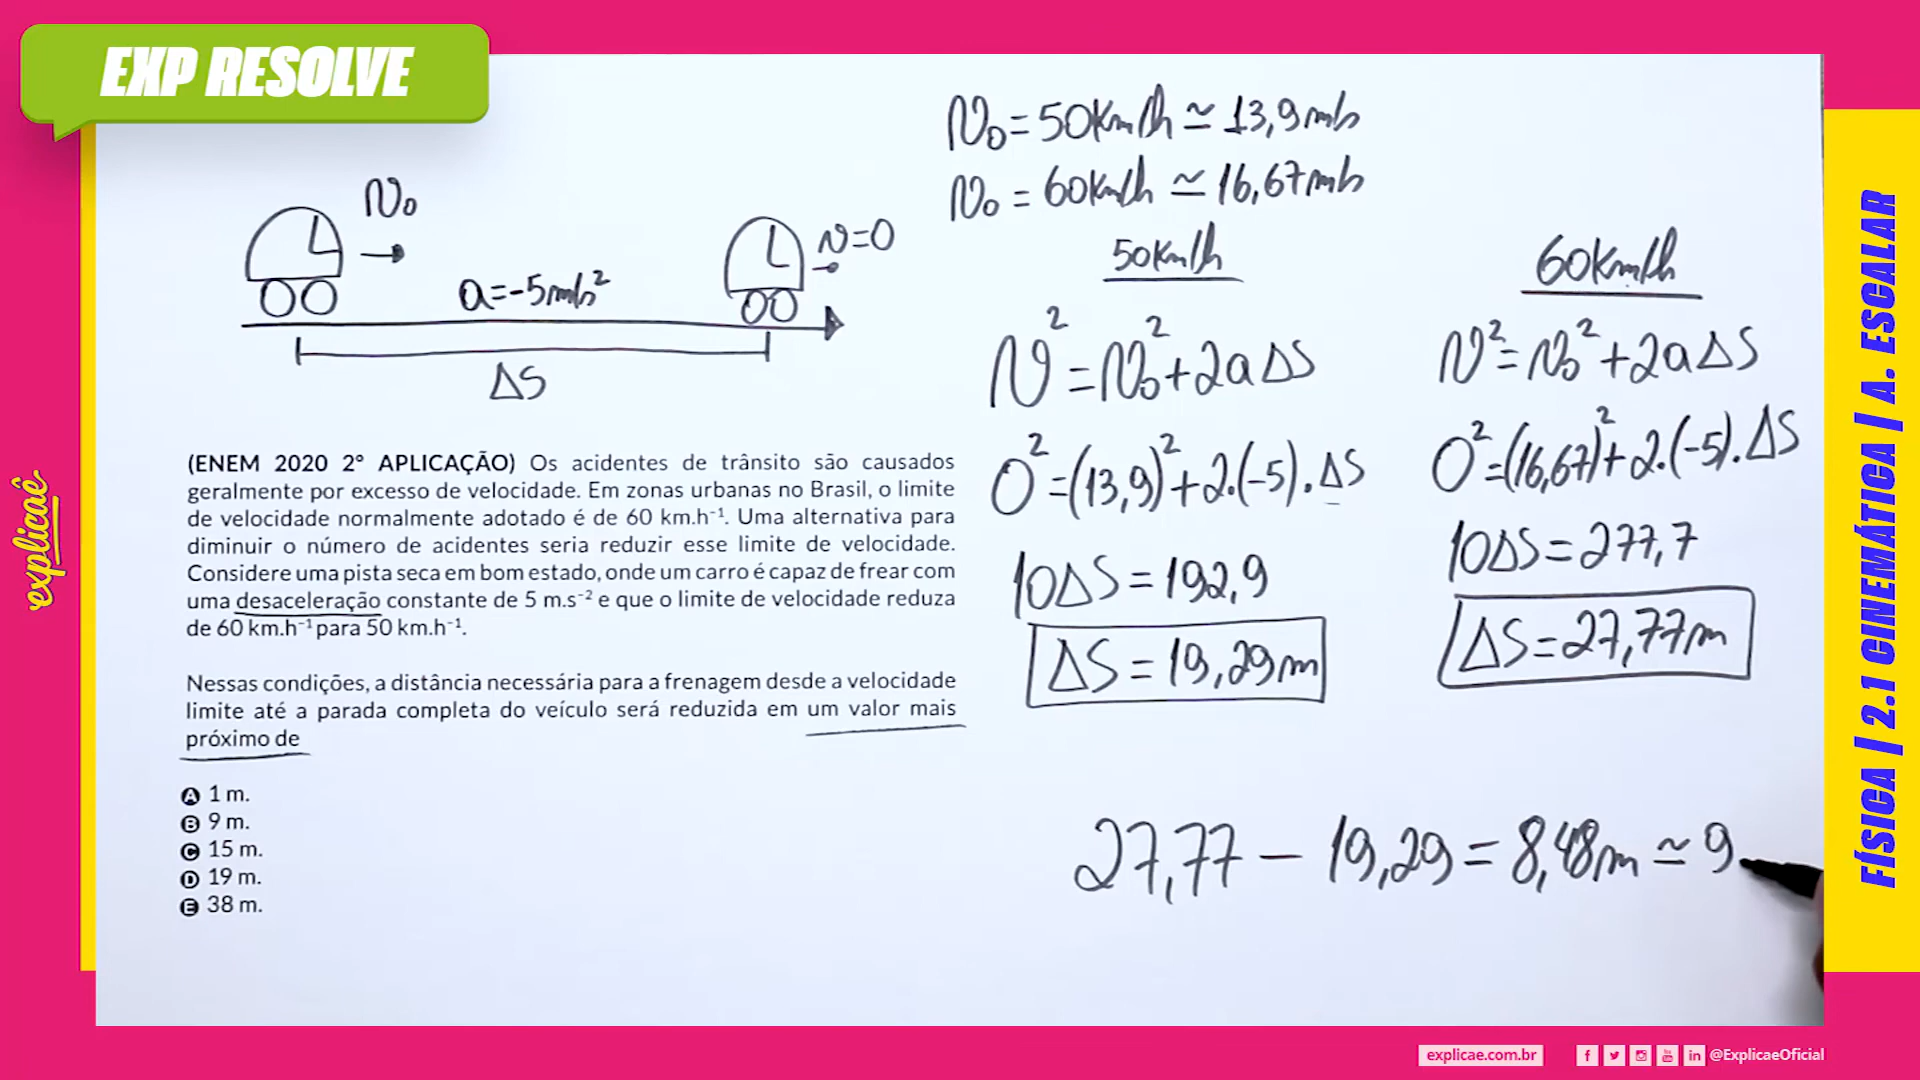 EXP RESOLVE
v₀
v=0
a=-5m/s²
ΔS
v₀=50km/h≃13,9m/s
v₀=60km/h≃16,67m/s
50km/h
v²=v₀²+2aΔS
0²=(13,9)²+2.(-5).ΔS
10ΔS=192,9
ΔS=19,29m
60km/h
v²=v₀²+2aΔS
0²=(16,67)²+2.(-5).ΔS
10ΔS=277,7
ΔS=27,77m
27,77-19,29=8,48m≃9
(ENEM 2020 2° APLICAÇÃO) Os acidentes de trânsito são causados
geralmente por excesso de velocidade. Em zonas urbanas no Brasil, o limite
de velocidade normalmente adotado é de 60 km.h⁻¹. Uma alternativa para
diminuir o número de acidentes seria reduzir esse limite de velocidade.
Considere uma pista seca em bom estado, onde um carro é capaz de frear com
uma desaceleração constante de 5 m.s⁻² e que o limite de velocidade reduza
de 60 km.h⁻¹ para 50 km.h⁻¹.
Nessas condições, a distância necessária para a frenagem desde a velocidade
limite até a parada completa do veículo será reduzida em um valor mais
próximo de
A 1 m.
B 9 m.
C 15 m.
D 19 m.
E 38 m.
explicaê
FÍSICA | 2.1 CINEMÁTICA | A. ESCALAR
explicae.com.br
@ExplicaeOficial